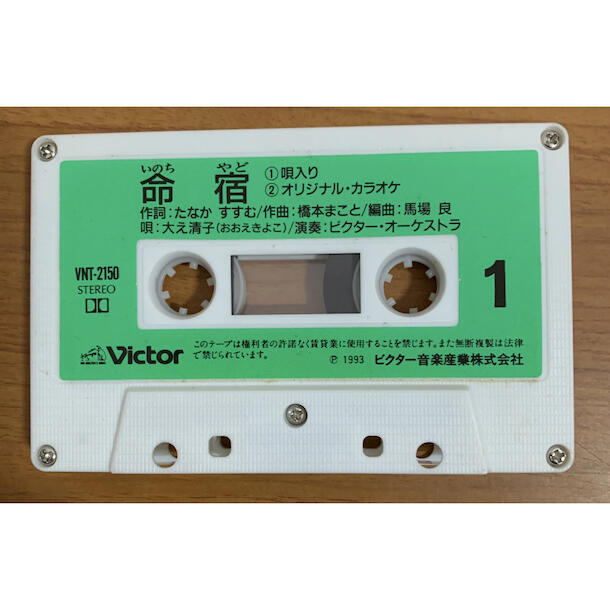 いのち やど
命 宿
①唄入り
②オリジナル・カラオケ
作詞：たなか すすむ/作曲：橋本まこと/編曲：馬場 良
唄：大え清子（おおえきよこ）/演奏：ビクター・オーケストラ
VNT-2150
STEREO
1
Victor
このテープは権利者の許諾なく賃貸業に使用することを禁じます。また無断複製は法律
で禁じられています。
Ⓟ 1993 ビクター音楽産業株式会社